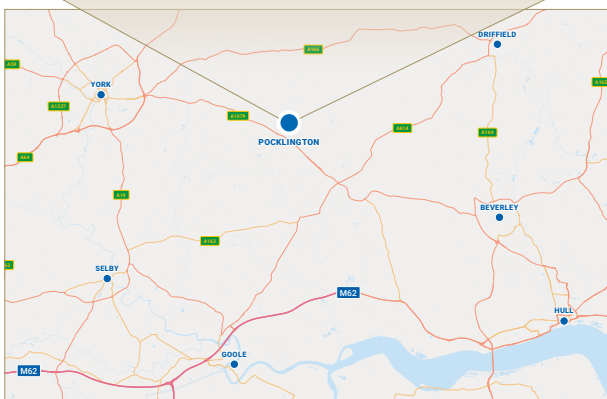 DRIFFIELD
A166
A59
YORK
A1237
A1079
POCKLINGTON
A614
A164
A64
A19
BEVERLEY
A163
SELBY
M62
HULL
GOOLE
M62